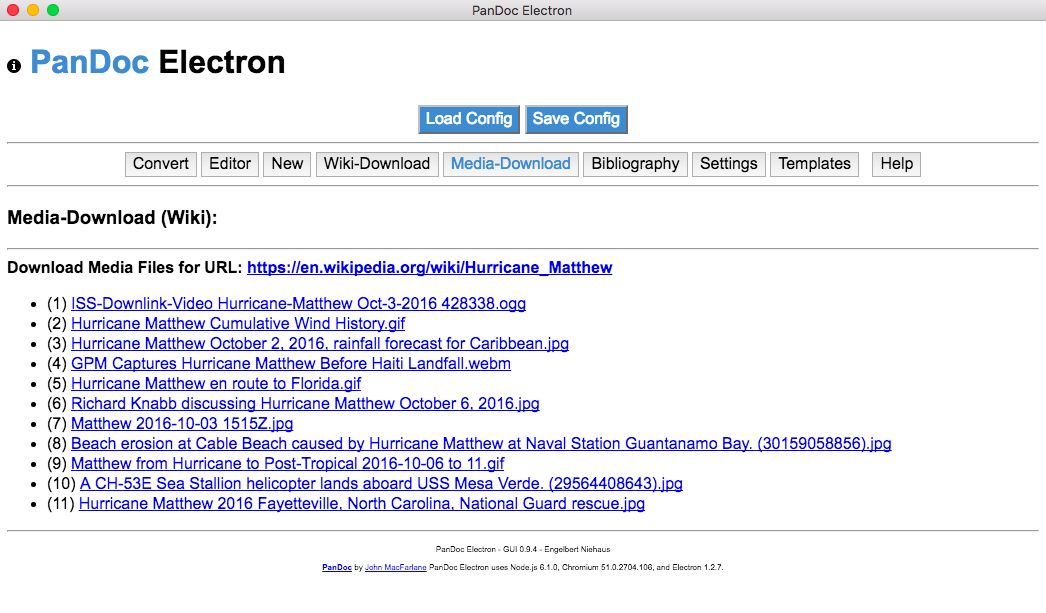 PanDoc Electron
PanDoc Electron
Load Config Save Config
Convert Editor New Wiki-Download Media-Download Bibliography Settings Templates Help
Media-Download (Wiki):
Download Media Files for URL: https://en.wikipedia.org/wiki/Hurricane_Matthew
(1) ISS-Downlink-Video Hurricane-Matthew Oct-3-2016 428338.ogg
(2) Hurricane Matthew Cumulative Wind History.gif
(3) Hurricane Matthew October 2, 2016, rainfall forecast for Caribbean.jpg
(4) GPM Captures Hurricane Matthew Before Haiti Landfall.webm
(5) Hurricane Matthew en route to Florida.gif
(6) Richard Knabb discussing Hurricane Matthew October 6, 2016.jpg
(7) Matthew 2016-10-03 1515Z.jpg
(8) Beach erosion at Cable Beach caused by Hurricane Matthew at Naval Station Guantanamo Bay. (30159058856).jpg
(9) Matthew from Hurricane to Post-Tropical 2016-10-06 to 11.gif
(10) A CH-53E Sea Stallion helicopter lands aboard USS Mesa Verde. (29564408643).jpg
(11) Hurricane Matthew 2016 Fayetteville, North Carolina, National Guard rescue.jpg
PanDoc Electron - GUI 0.9.4 - Engelbert Niehaus
PanDoc by John MacFarlane PanDoc Electron uses Node.js 6.1.0, Chromium 51.0.2704.106, and Electron 1.2.7.